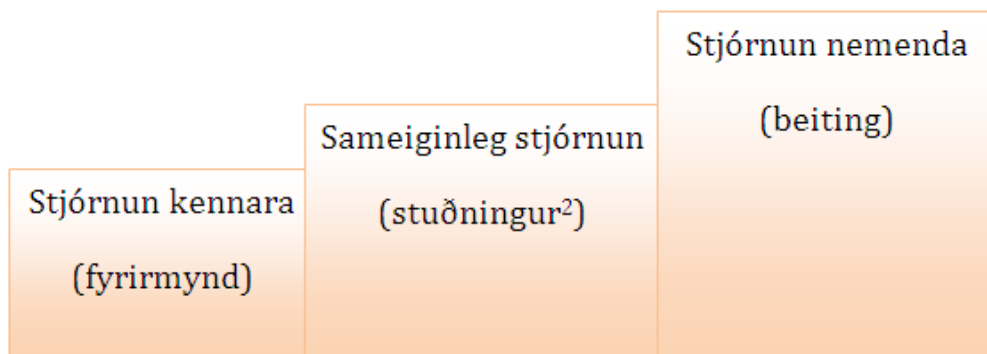 Stjórnun kennara
(fyrirmynd)
Sameiginleg stjórnun
(stuðningur²)
Stjórnun nemenda
(beiting)